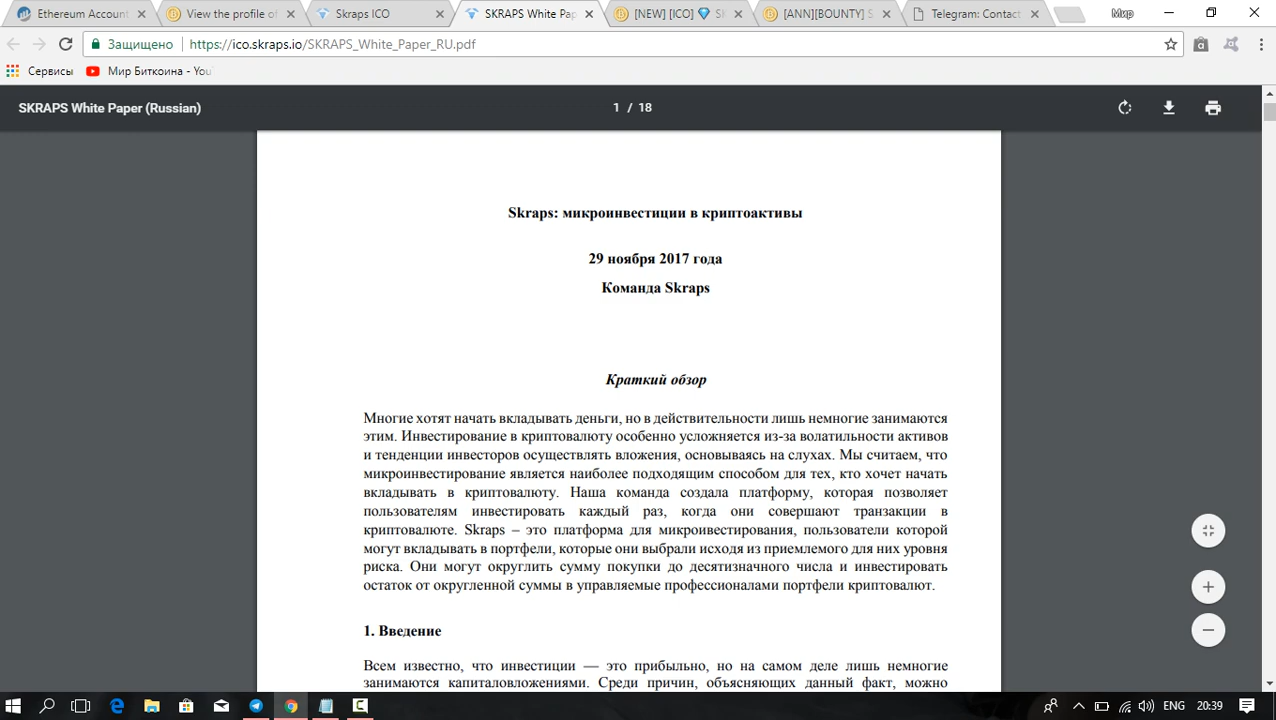 Ethereum Account
View the profile of
Skraps ICO
SKRAPS White Pap
[NEW] [ICO] 💎 SK
[ANN][BOUNTY] S
Telegram: Contact
Мир
Защищено
https://ico.skraps.io/SKRAPS_White_Paper_RU.pdf
Сервисы
Мир Биткоина - You
SKRAPS White Paper (Russian)
1 / 18
Skraps: микроинвестиции в криптоактивы
29 ноября 2017 года
Команда Skraps
Краткий обзор
Многие хотят начать вкладывать деньги, но в действительности лишь немногие занимаются
этим. Инвестирование в криптовалюту особенно усложняется из-за волатильности активов
и тенденции инвесторов осуществлять вложения, основываясь на слухах. Мы считаем, что
микроинвестирование является наиболее подходящим способом для тех, кто хочет начать
вкладывать в криптовалюту. Наша команда создала платформу, которая позволяет
пользователям инвестировать каждый раз, когда они совершают транзакции в
криптовалюте. Skraps – это платформа для микроивестирования, пользователи которой
могут вкладывать в портфели, которые они выбрали исходя из приемлемого для них уровня
риска. Они могут округлить сумму покупки до десятизначного числа и инвестировать
остаток от округленной суммы в управляемые профессионалами портфели криптовалют.
1. Введение
Всем известно, что инвестиции — это прибыльно, но на самом деле лишь немногие
занимаются капиталовложениями. Среди причин, объясняющих данный факт, можно
ENG
20:39